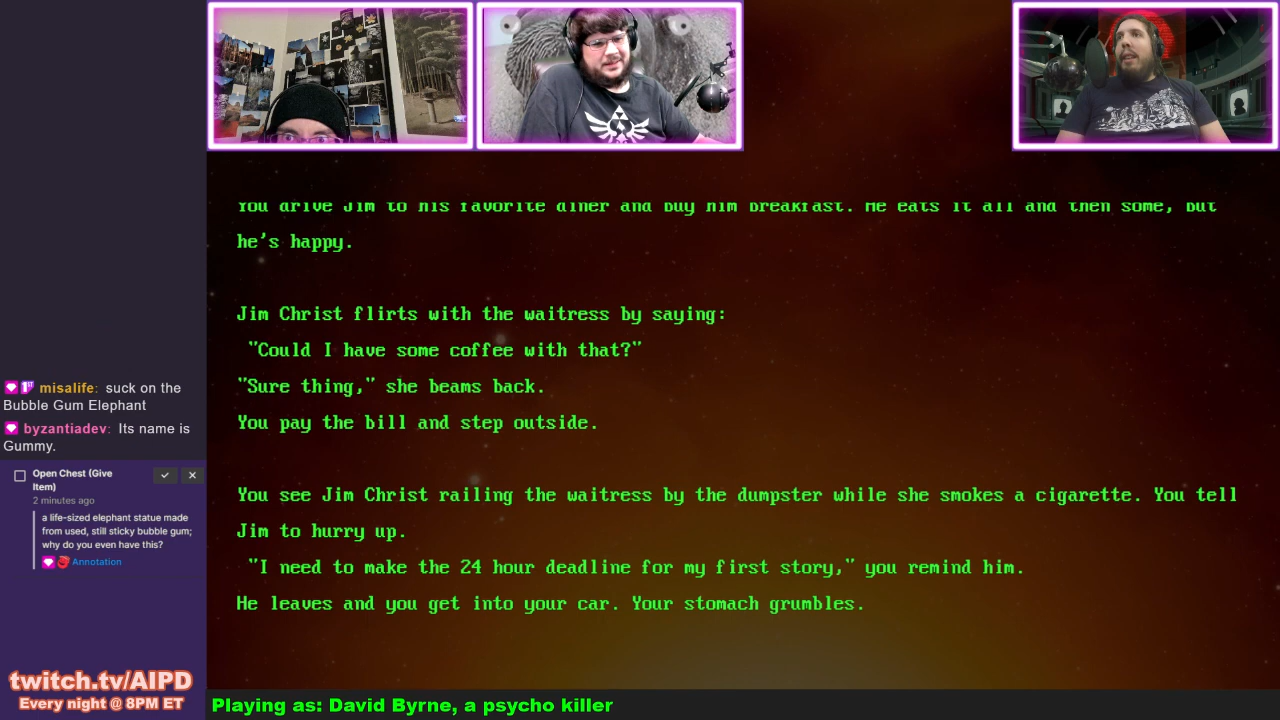 You drive Jim to his favorite diner and buy him breakfast. He eats it all and then some, but
he's happy.
Jim Christ flirts with the waitress by saying:
"Could I have some coffee with that?"
"Sure thing," she beams back.
You pay the bill and step outside.
You see Jim Christ railing the waitress by the dumpster while she smokes a cigarette. You tell
Jim to hurry up.
"I need to make the 24 hour deadline for my first story," you remind him.
He leaves and you get into your car. Your stomach grumbles.
misalife: suck on the
Bubble Gum Elephant
byzantiadev: Its name is
Gummy.
Open Chest (Give
Item)
2 minutes ago
a life-sized elephant statue made
from used, still sticky bubble gum;
why do you even have this?
Annotation
twitch.tv/AIPD
Every night @ 8PM ET
Playing as: David Byrne, a psycho killer